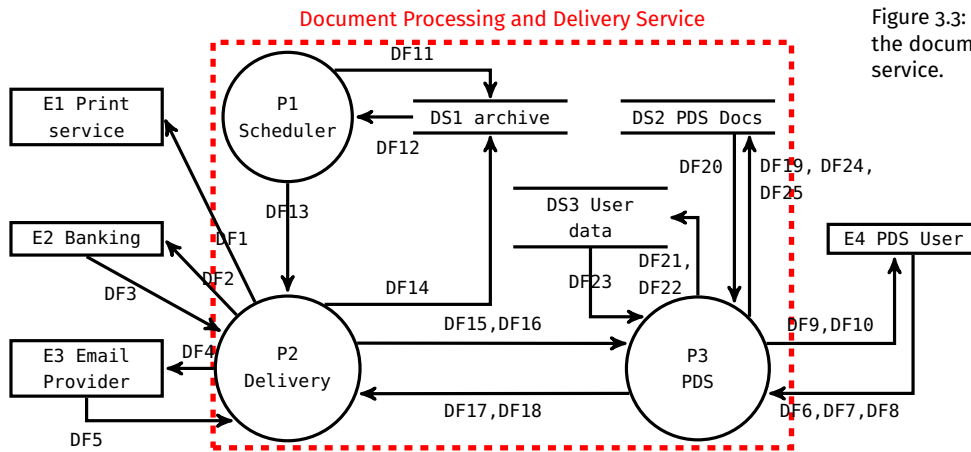 Document Processing and Delivery Service
Figure 3.3:
the docum
service.
DF11
P1
Scheduler
DS1 archive
DS2 PDS Docs
E1 Print
service
DF12
DF20
DF19, DF24,
DF25
DF13
DS3 User
data
E2 Banking
DF1
DF2
DF3
DF14
DF23
DF21,
DF22
E4 PDS User
DF15,DF16
DF9,DF10
E3 Email
Provider
DF4
P2
Delivery
P3
PDS
DF17,DF18
DF6,DF7,DF8
DF5